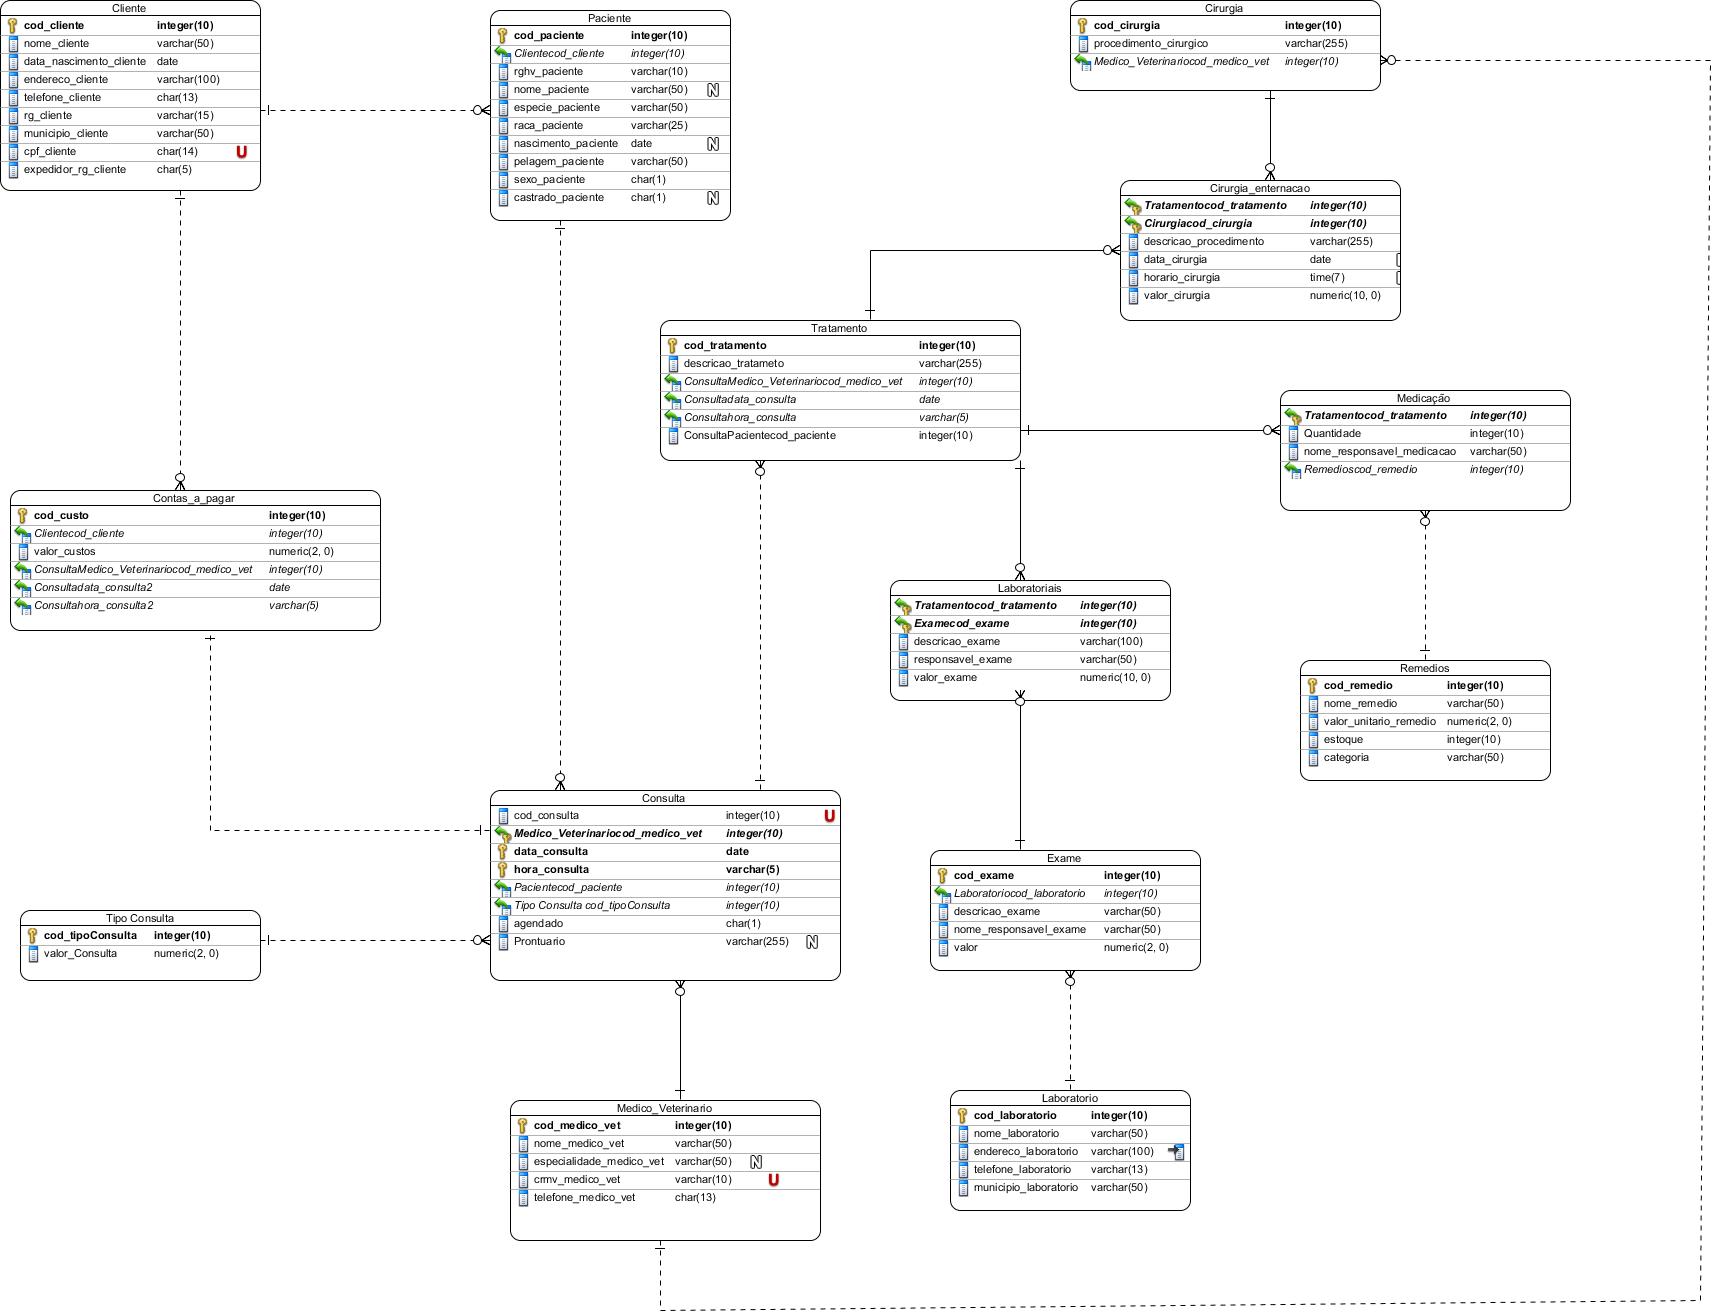 Cliente
cod_cliente integer(10)
nome_cliente varchar(50)
data_nascimento_cliente date
endereco_cliente varchar(100)
telefone_cliente char(13)
rg_cliente varchar(15)
municipio_cliente varchar(50)
cpf_cliente char(14) U
expedidor_rg_cliente char(5)
Paciente
cod_paciente integer(10)
Clientecod_cliente integer(10)
rghv_paciente varchar(10)
nome_paciente varchar(50) N
especie_paciente varchar(50)
raca_paciente varchar(25)
nascimento_paciente date N
pelagem_paciente varchar(50)
sexo_paciente char(1)
castrado_paciente char(1) N
Cirurgia
cod_cirurgia integer(10)
procedimento_cirurgico varchar(255)
Medico_Veterinariocod_medico_vet integer(10)
Cirurgia_enternacao
Tratamentocod_tratamento integer(10)
Cirurgiacod_cirurgia integer(10)
descricao_procedimento varchar(255)
data_cirurgia date
horario_cirurgia time(7)
valor_cirurgia numeric(10, 0)
Tratamento
cod_tratamento integer(10)
descricao_tratameto varchar(255)
ConsultaMedico_Veterinariocod_medico_vet integer(10)
Consultadata_consulta date
Consultahora_consulta varchar(5)
ConsultaPacientecod_paciente integer(10)
Medicação
Tratamentocod_tratamento integer(10)
Quantidade integer(10)
nome_responsavel_medicacao varchar(50)
Remedioscod_remedio integer(10)
Contas_a_pagar
cod_custo integer(10)
Clientecod_cliente integer(10)
valor_custos numeric(2, 0)
ConsultaMedico_Veterinariocod_medico_vet integer(10)
Consultadata_consulta2 date
Consultahora_consulta2 varchar(5)
Laboratoriais
Tratamentocod_tratamento integer(10)
Examecod_exame integer(10)
descricao_exame varchar(100)
responsavel_exame varchar(50)
valor_exame numeric(10, 0)
Remedios
cod_remedio integer(10)
nome_remedio varchar(50)
valor_unitario_remedio numeric(2, 0)
estoque integer(10)
categoria varchar(50)
Consulta
cod_consulta integer(10) U
Medico_Veterinariocod_medico_vet integer(10)
data_consulta date
hora_consulta varchar(5)
Pacientecod_paciente integer(10)
Tipo Consulta cod_tipoConsulta integer(10)
agendado char(1)
Prontuario varchar(255) N
Tipo Consulta
cod_tipoConsulta integer(10)
valor_Consulta numeric(2, 0)
Exame
cod_exame integer(10)
Laboratoriocod_laboratorio integer(10)
descricao_exame varchar(50)
nome_responsavel_exame varchar(50)
valor numeric(2, 0)
Medico_Veterinario
cod_medico_vet integer(10)
nome_medico_vet varchar(50)
especialidade_medico_vet varchar(50) N
crmv_medico_vet varchar(10) U
telefone_medico_vet char(13)
Laboratorio
cod_laboratorio integer(10)
nome_laboratorio varchar(50)
endereco_laboratorio varchar(100)
telefone_laboratorio varchar(13)
municipio_laboratorio varchar(50)